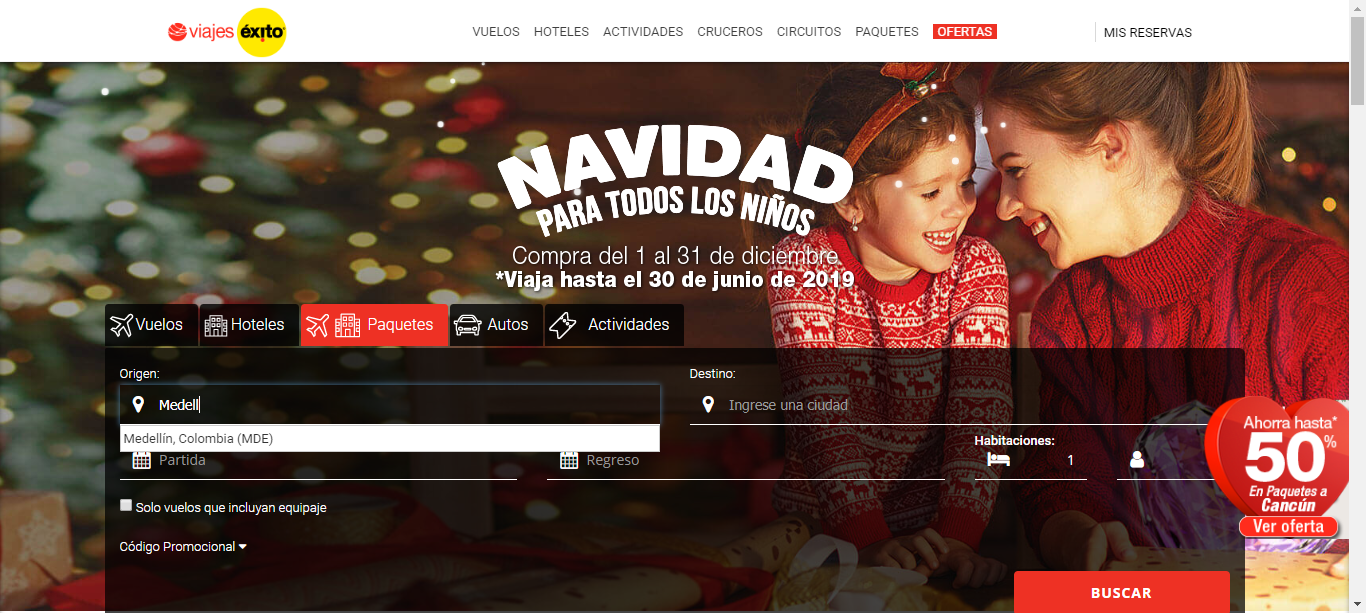 viajes éxito
VUELOS HOTELES ACTIVIDADES CRUCEROS CIRCUITOS PAQUETES OFERTAS MIS RESERVAS
NAVIDAD
PARA TODOS LOS NIÑOS
Compra del 1 al 31 de diciembre
*Viaja hasta el 30 de junio de 2019
Vuelos Hoteles Paquetes Autos Actividades
Origen: Destino:
Medell Ingrese una ciudad
Medellín, Colombia (MDE)
Habitaciones:
Partida Regreso 1
Ahorra hasta*
50%
En Paquetes a
Cancún
Ver oferta
Solo vuelos que incluyan equipaje
Código Promocional
BUSCAR